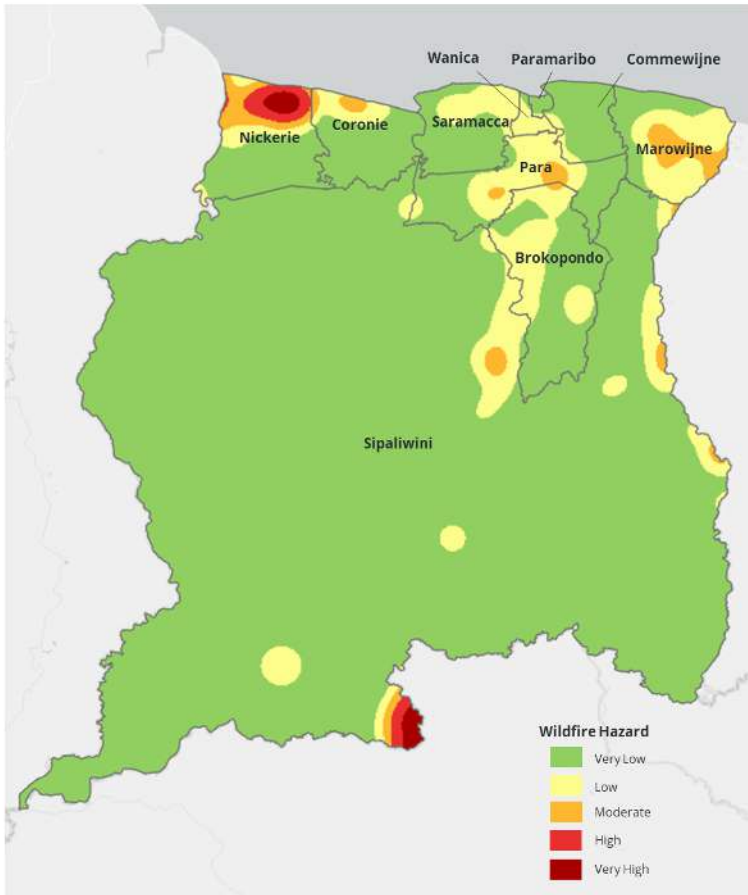 Wanica
Paramaribo
Commewijne
Nickerie
Coronie
Saramacca
Marowijne
Para
Brokopondo
Sipaliwini
Wildfire Hazard
Very Low
Low
Moderate
High
Very High